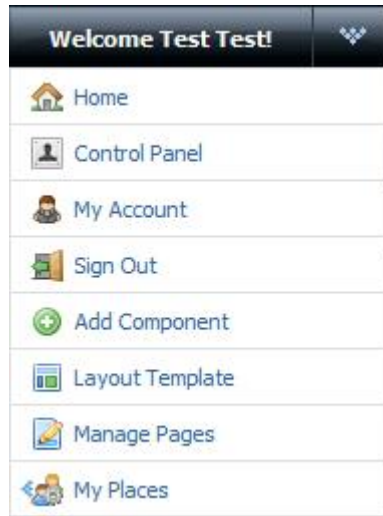 Welcome Test Test!
Home
Control Panel
My Account
Sign Out
Add Component
Layout Template
Manage Pages
My Places